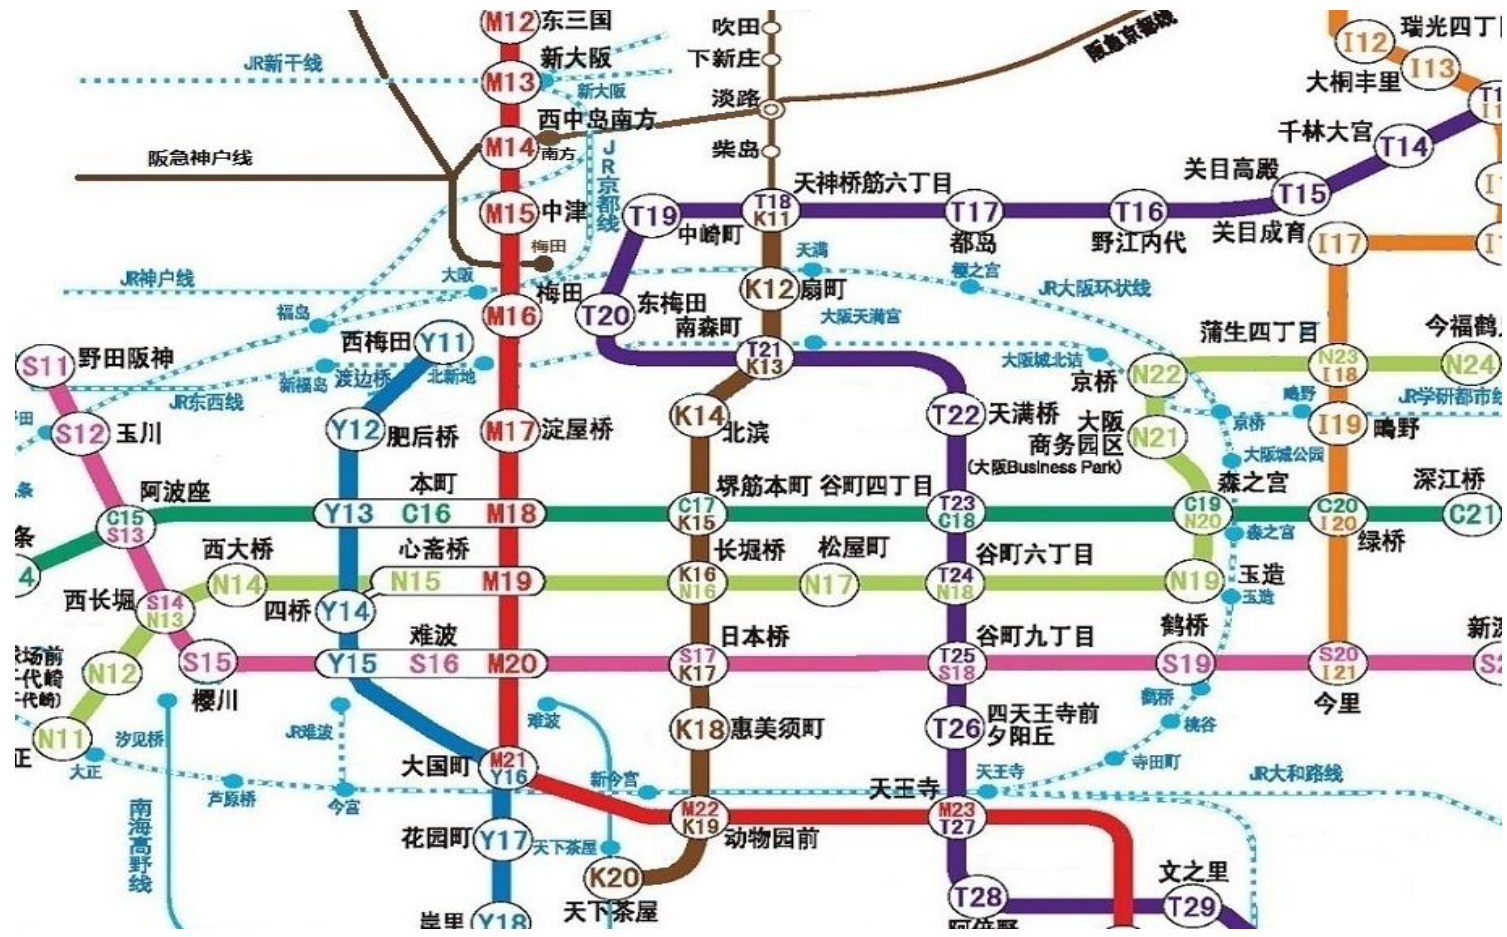 M12 东三国
吹田
下新庄
淡路
柴岛
阪急京都线
I12
瑞光四丁
I13
大桐丰里
JR新干线
新大阪
M13
新大阪
西中岛南方
M14
南方
阪急神户线
JR京都线
M15 中津
梅田
T19
中崎町
T18
K11
天神桥筋六丁目
T17
都岛
T16
野江内代
关目高殿
T15
关目成育
千林大宫
T14
I17
JR神户线
大阪
梅田
M16
T20
东梅田
K12 扇町
天满
樱之宫
JR大阪环状线
福岛
西梅田 Y11
南森町
T21
K13
大阪天满宫
大阪城北诘
蒲生四丁目
N23
I18
今福鹤
N24
S11 野田阪神
新福岛
渡边桥
北新地
JR东西线
京桥
N22
鴫野
JR学研都市线
田
S12 玉川
Y12 肥后桥
M17 淀屋桥
K14
北滨
T22 天满桥
大阪
商务园区
(大阪Business Park)
N21
京桥
大阪城公园
I19 鴫野
条
阿波座
C15
S13
本町
Y13 C16 M18
堺筋本町
C17
K15
谷町四丁目
T23
C18
森之宫
C19
N20
森之宫
C20
I20
绿桥
深江桥
C21
条
4
西大桥
N14
心斋桥
N15 M19
长堀桥
K16
N16
松屋町
N17
谷町六丁目
T24
N18
N19
玉造
玉造
西长堀
S14
N13
四桥 Y14
难波
Y15 S16 M20
日本桥
S17
K17
谷町九丁目
T25
S18
鹤桥
S19
S20
I21
今里
新
场前
代崎
代崎)
N12
S15
樱川
N11
正
大正
汐见桥
JR难波
难波
K18 惠美须町
T26
四天王寺前
夕阳丘
鹤桥
桃谷
寺田町
芦原桥
今宫
大国町
M21
Y16
新今宫
M22
K19
动物园前
天王寺
天王寺
M23
T27
JR大和路线
南海高野线
花园町 Y17
天下茶屋
K20
天下茶屋
岸里 Y18
T28
阿倍野
文之里
T29